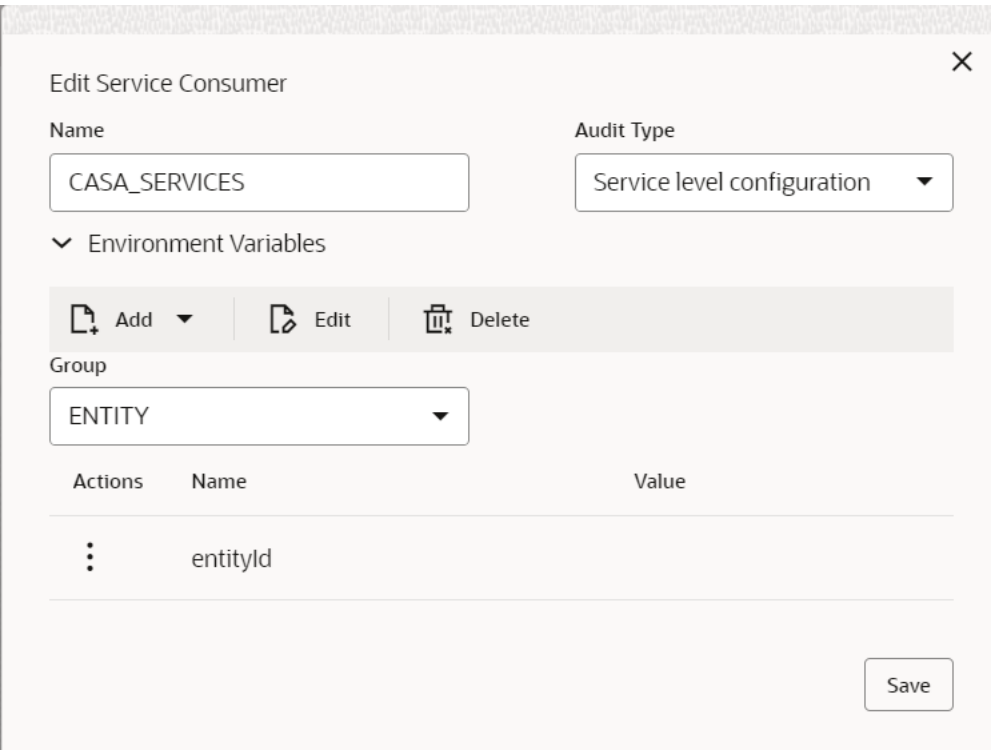 Edit Service Consumer
Name Audit Type
CASA_SERVICES Service level configuration
Environment Variables
Add Edit Delete
Group
ENTITY
Actions Name Value
entityId
Save